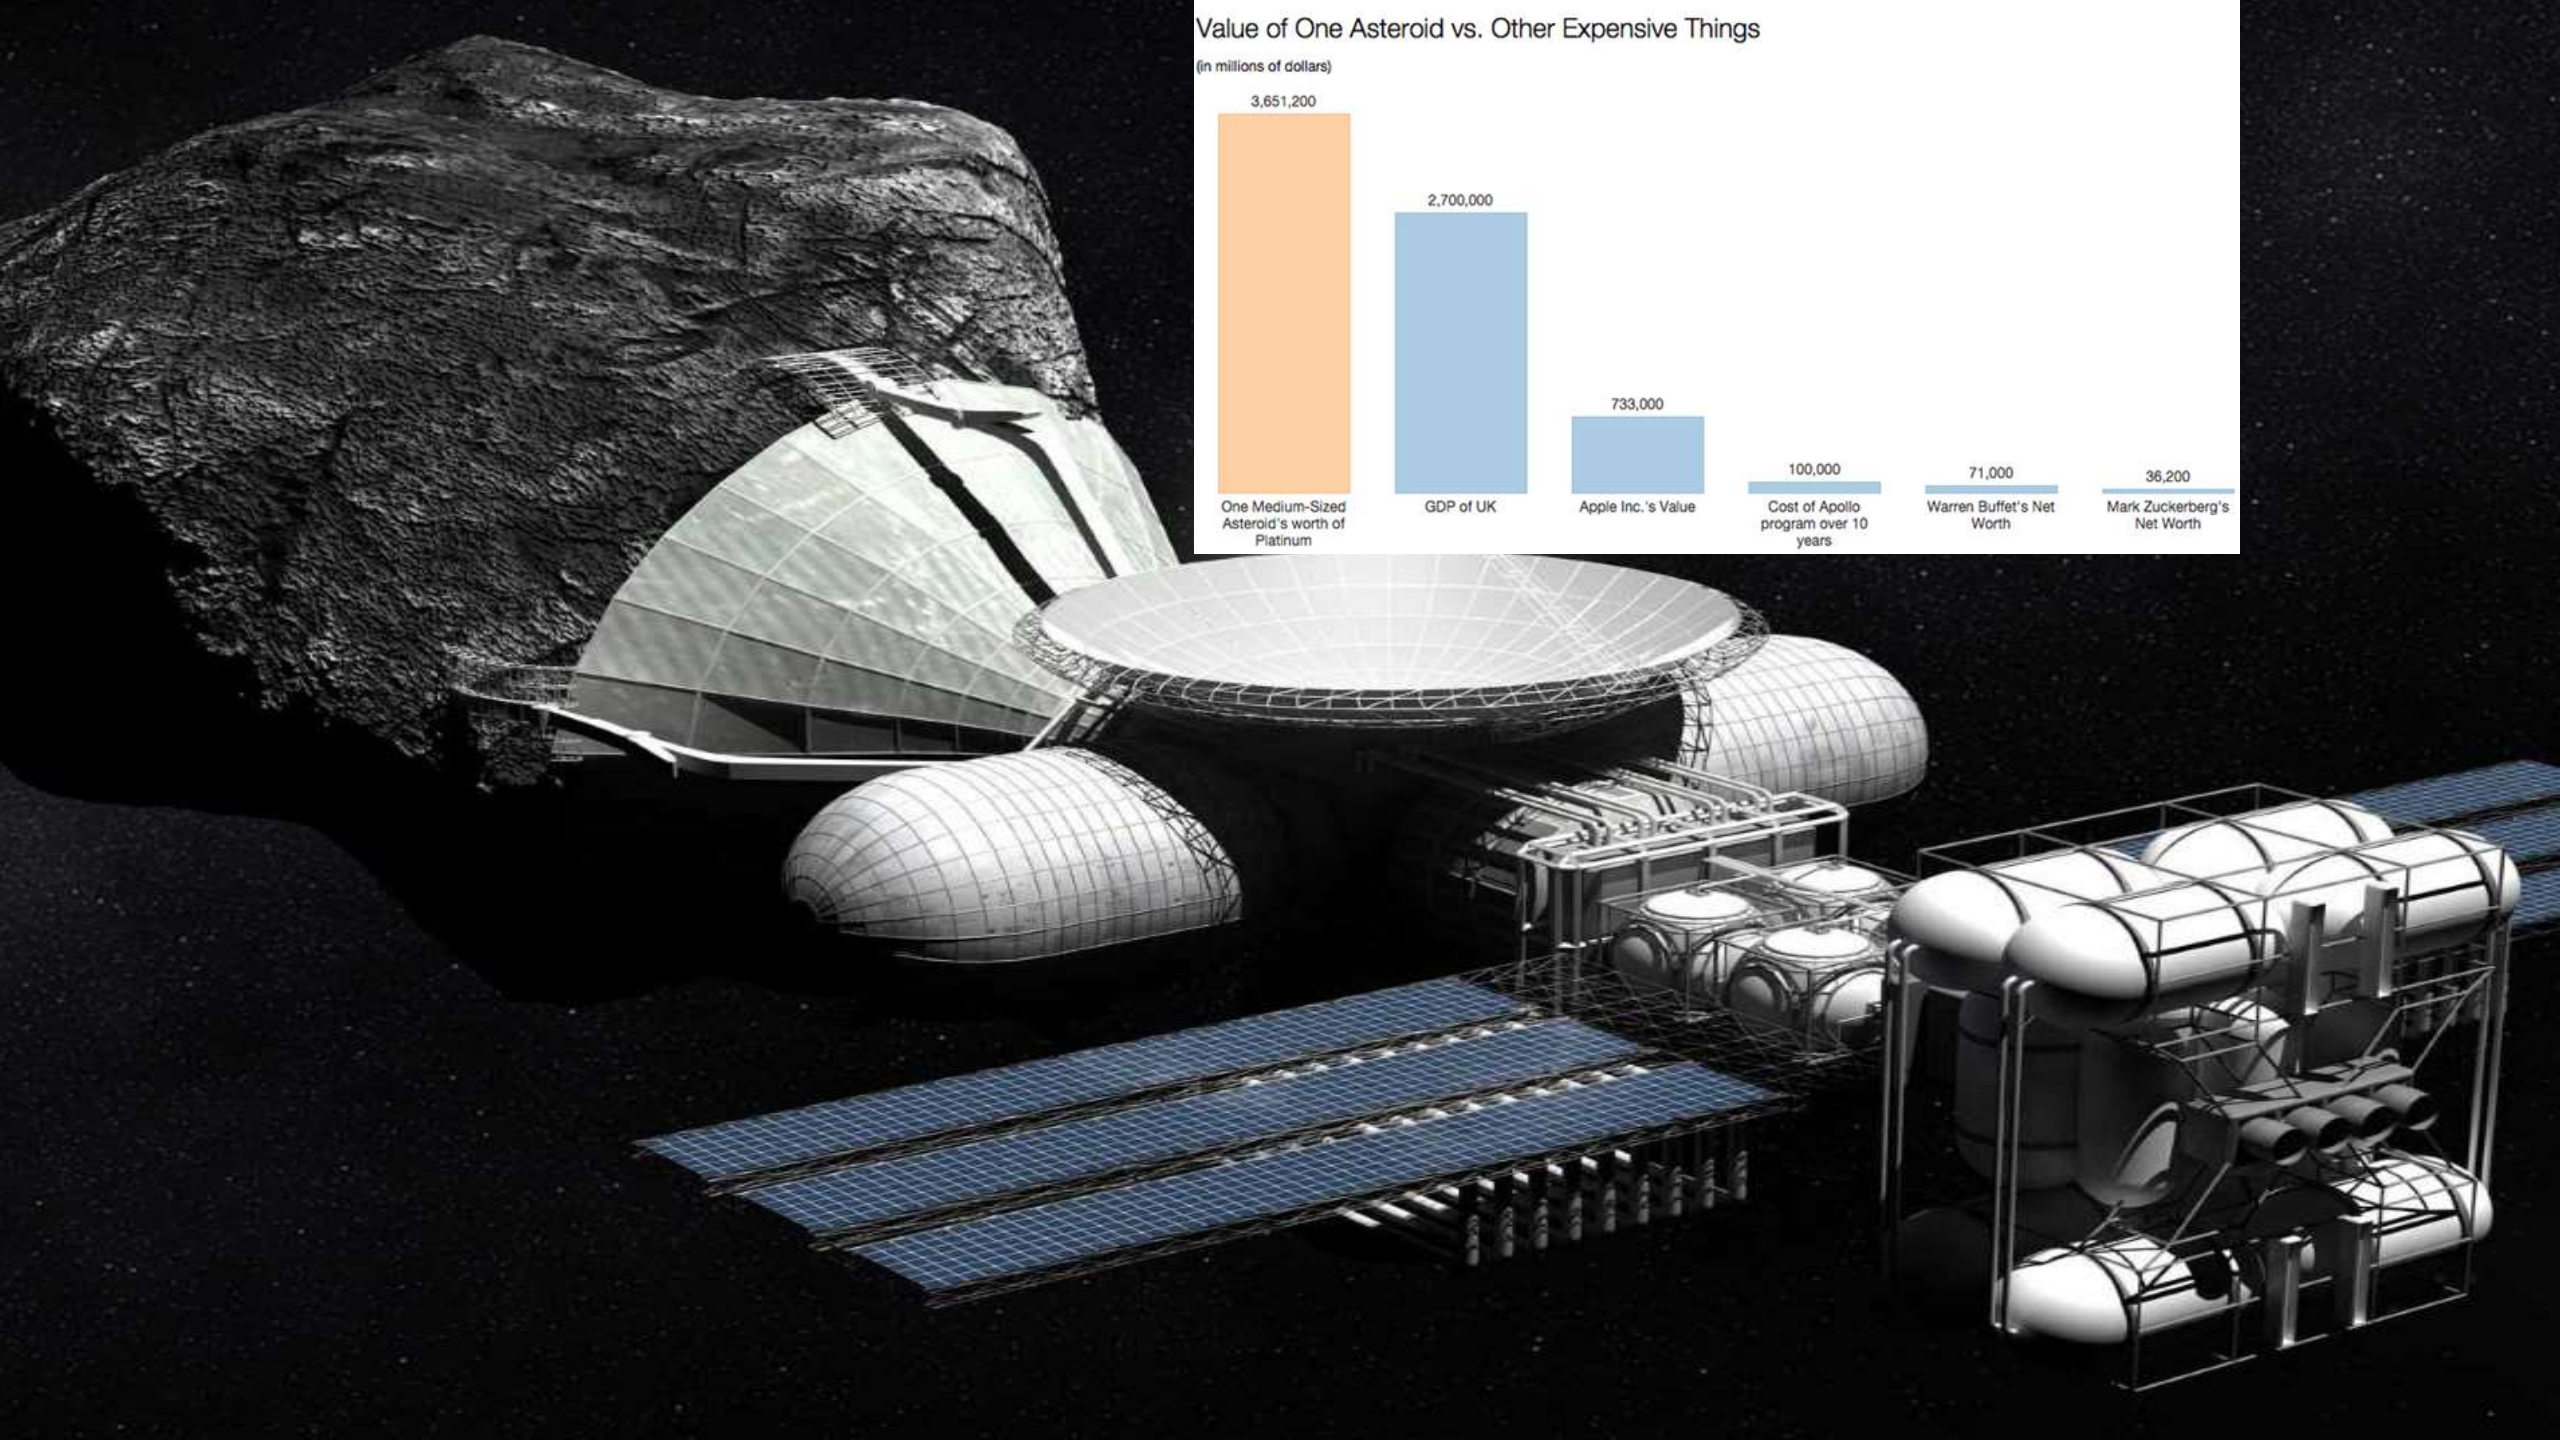 Value of One Asteroid vs. Other Expensive Things
(in millions of dollars)
3,651,200
2,700,000
733,000
100,000
71,000
36,200
One Medium-Sized
Asteroid's worth of
Platinum
GDP of UK
Apple Inc.'s Value
Cost of Apollo
program over 10
years
Warren Buffet's Net
Worth
Mark Zuckerberg's
Net Worth